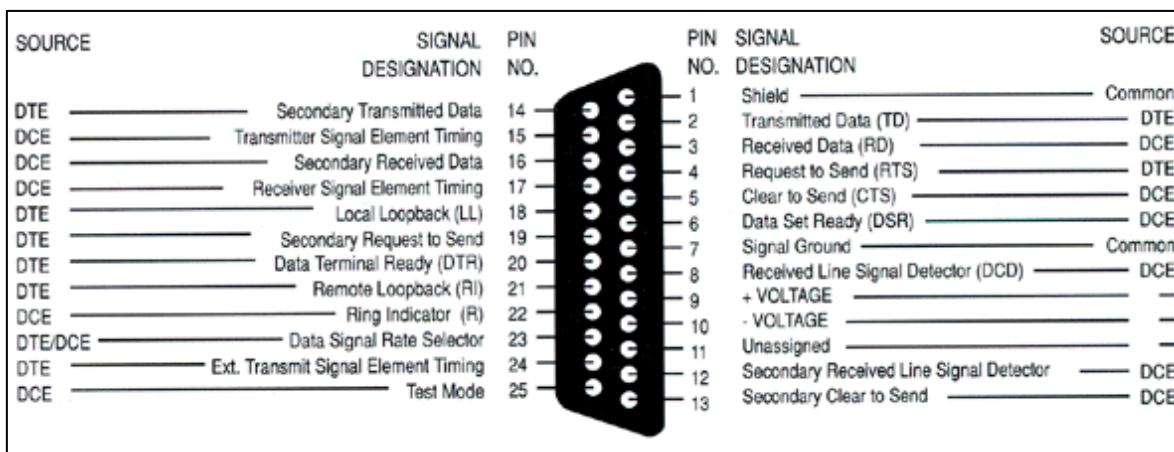 SOURCE SIGNAL PIN
DESIGNATION NO.
DTE Secondary Transmitted Data 14
DCE Transmitter Signal Element Timing 15
DCE Secondary Received Data 16
DCE Receiver Signal Element Timing 17
DTE Local Loopback (LL) 18
DTE Secondary Request to Send 19
DTE Data Terminal Ready (DTR) 20
DTE Remote Loopback (RI) 21
DCE Ring Indicator (R) 22
DTE/DCE Data Signal Rate Selector 23
DTE Ext. Transmit Signal Element Timing 24
DCE Test Mode 25
PIN SIGNAL SOURCE
NO. DESIGNATION
1 Shield Common
2 Transmitted Data (TD) DTE
3 Received Data (RD) DCE
4 Request to Send (RTS) DTE
5 Clear to Send (CTS) DCE
6 Data Set Ready (DSR) DCE
7 Signal Ground Common
8 Received Line Signal Detector (DCD) DCE
9 + VOLTAGE
10 - VOLTAGE
11 Unassigned
12 Secondary Received Line Signal Detector DCE
13 Secondary Clear to Send DCE